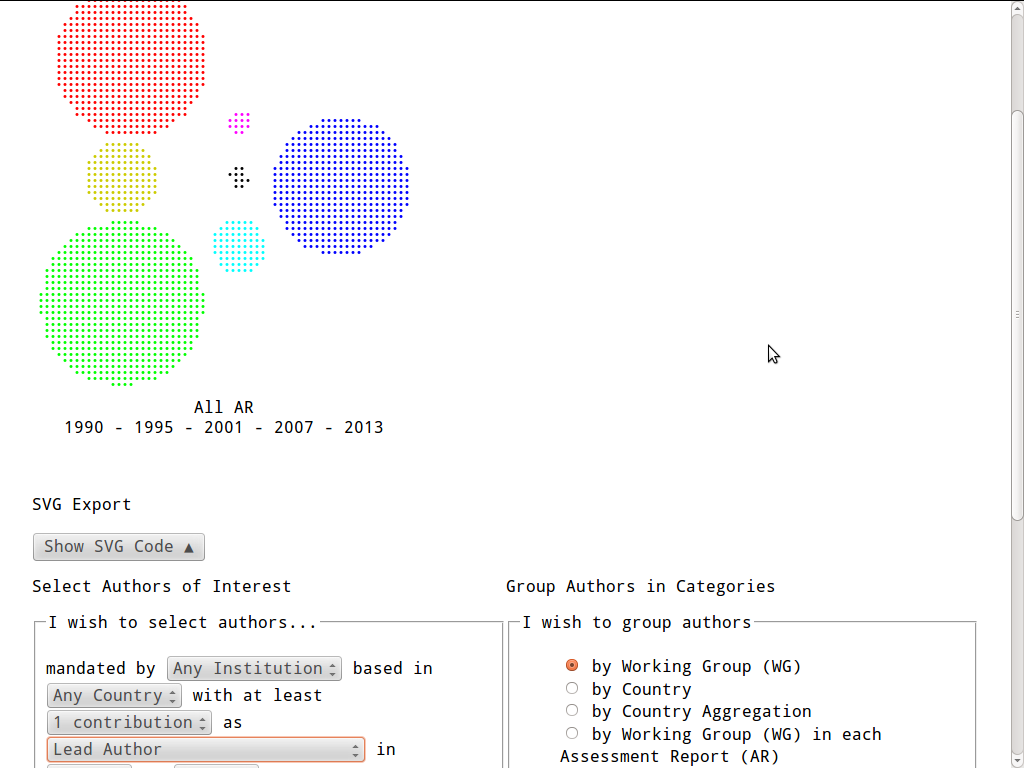 All AR
1990 - 1995 - 2001 - 2007 - 2013
SVG Export
Show SVG Code ▲
Select Authors of Interest
I wish to select authors...
mandated by Any Institution based in
Any Country with at least
1 contribution as
Lead Author in
Group Authors in Categories
I wish to group authors
by Working Group (WG)
by Country
by Country Aggregation
by Working Group (WG) in each
Assessment Report (AR)